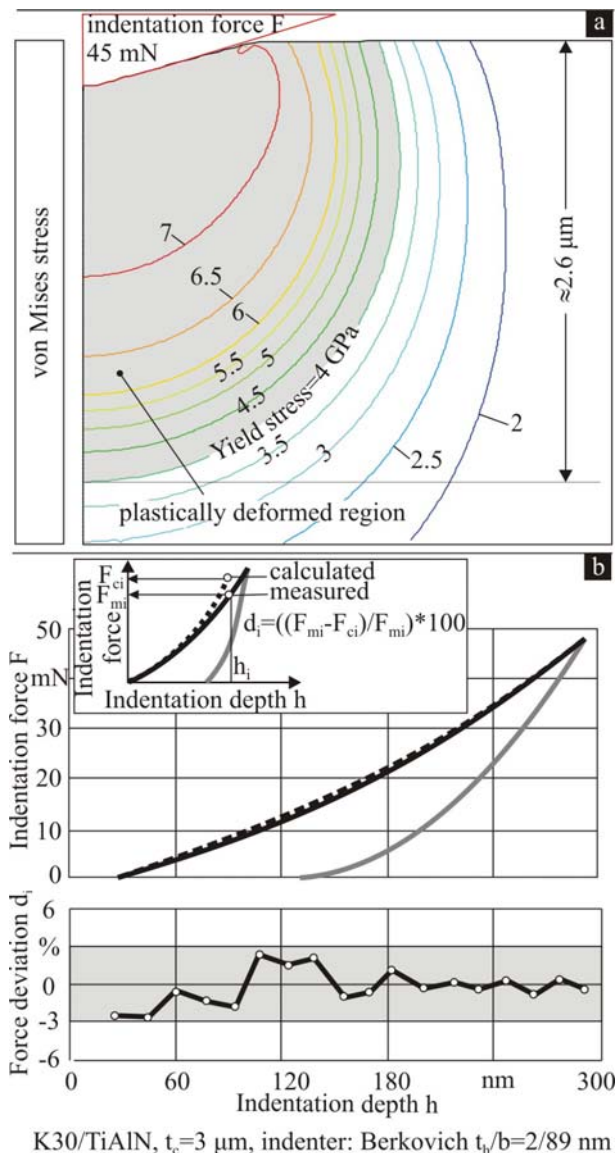 indentation force F
45 mN
a
von Mises stress
7
6.5
6
5.5
5
4.5
Yield stress=4 GPa
3.5
3
2.5
2
≈2.6 μm
plastically deformed region
b
F_ci
F_mi
calculated
measured
d_i=((F_mi-F_ci)/F_mi)*100
h_i
Indentation
force
Indentation depth h
Indentation force F
50
mN
30
20
10
0
Force deviation d_i
6
%
0
-3
-6
0 60 120 180 nm 300
Indentation depth h
K30/TiAlN, t_c=3 μm, indenter: Berkovich t_h/b=2/89 nm